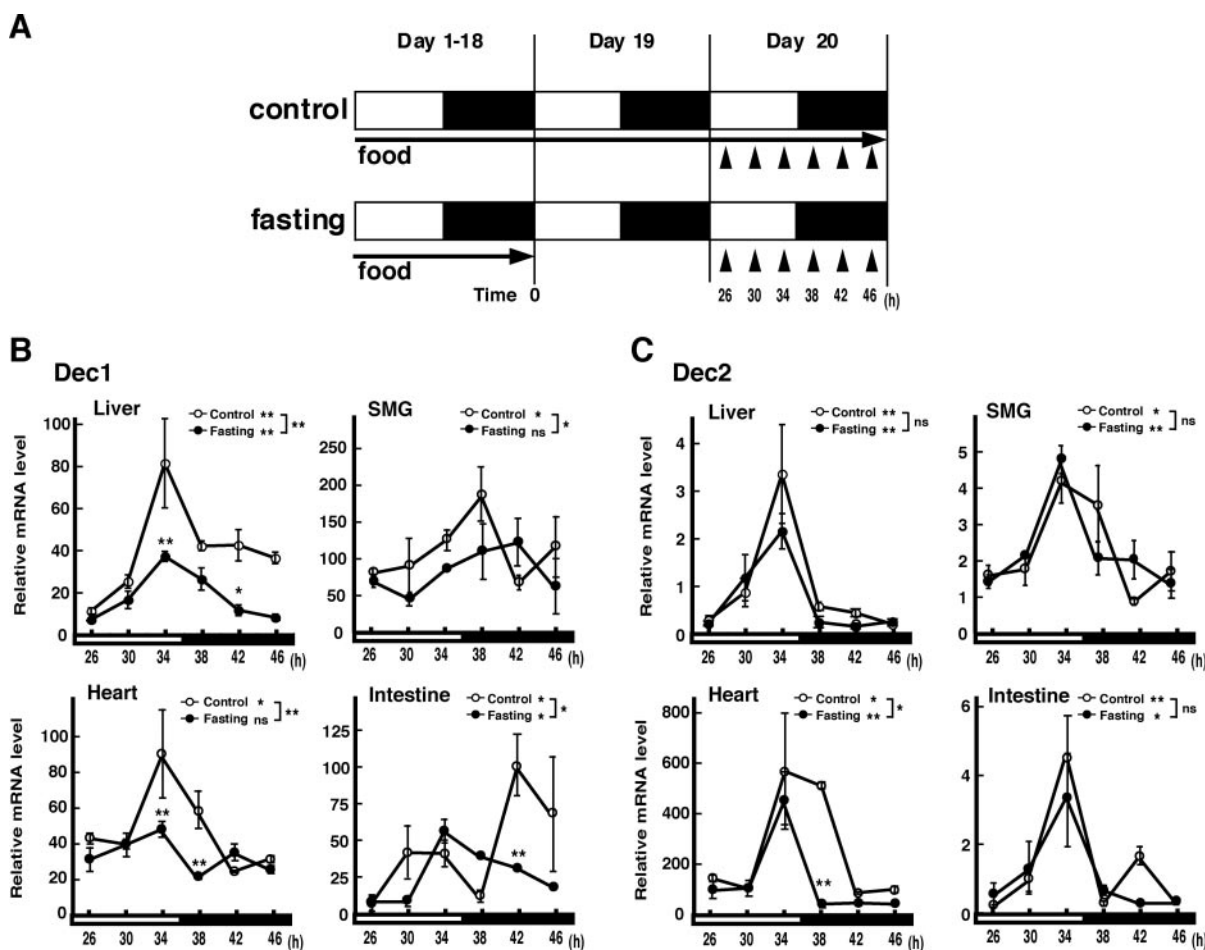 A
Day 1-18 Day 19 Day 20
control
food
fasting
food
Time 0 26 30 34 38 42 46 (h)
B
Dec1
Liver
Control **
Fasting **
**
Relative mRNA level
100
80
60
40
20
0
** *
26 30 34 38 42 46 (h)
SMG
Control *
Fasting ns
*
250
200
150
100
50
0
26 30 34 38 42 46 (h)
Heart
Control *
Fasting ns
**
Relative mRNA level
100
80
60
40
20
0
** **
26 30 34 38 42 46 (h)
Intestine
Control *
Fasting *
*
125
100
75
50
25
0
**
26 30 34 38 42 46 (h)
C
Dec2
Liver
Control **
Fasting **
ns
Relative mRNA level
4
3
2
1
0
26 30 34 38 42 46 (h)
SMG
Control *
Fasting **
ns
5
4
3
2
1
0
26 30 34 38 42 46 (h)
Heart
Control *
Fasting **
*
Relative mRNA level
800
600
400
200
0
**
26 30 34 38 42 46 (h)
Intestine
Control **
Fasting *
ns
6
4
2
0
26 30 34 38 42 46 (h)